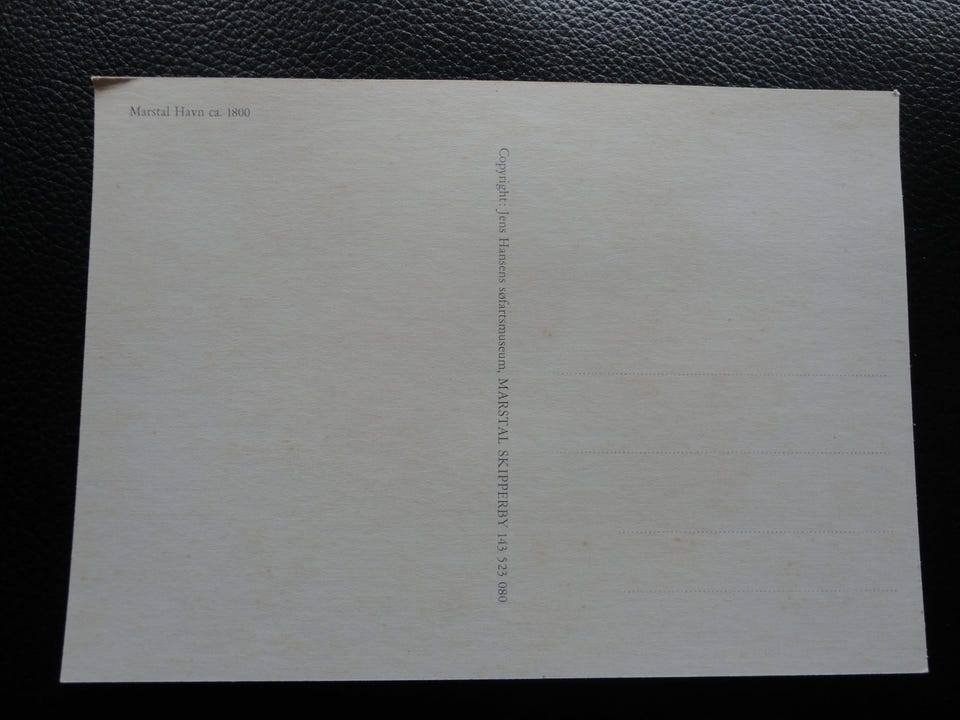 Marstal Havn ca. 1800
Copyright: Jens Hansens søfartsmuseum, MARSTAL SKIPPERBY 143 523 080